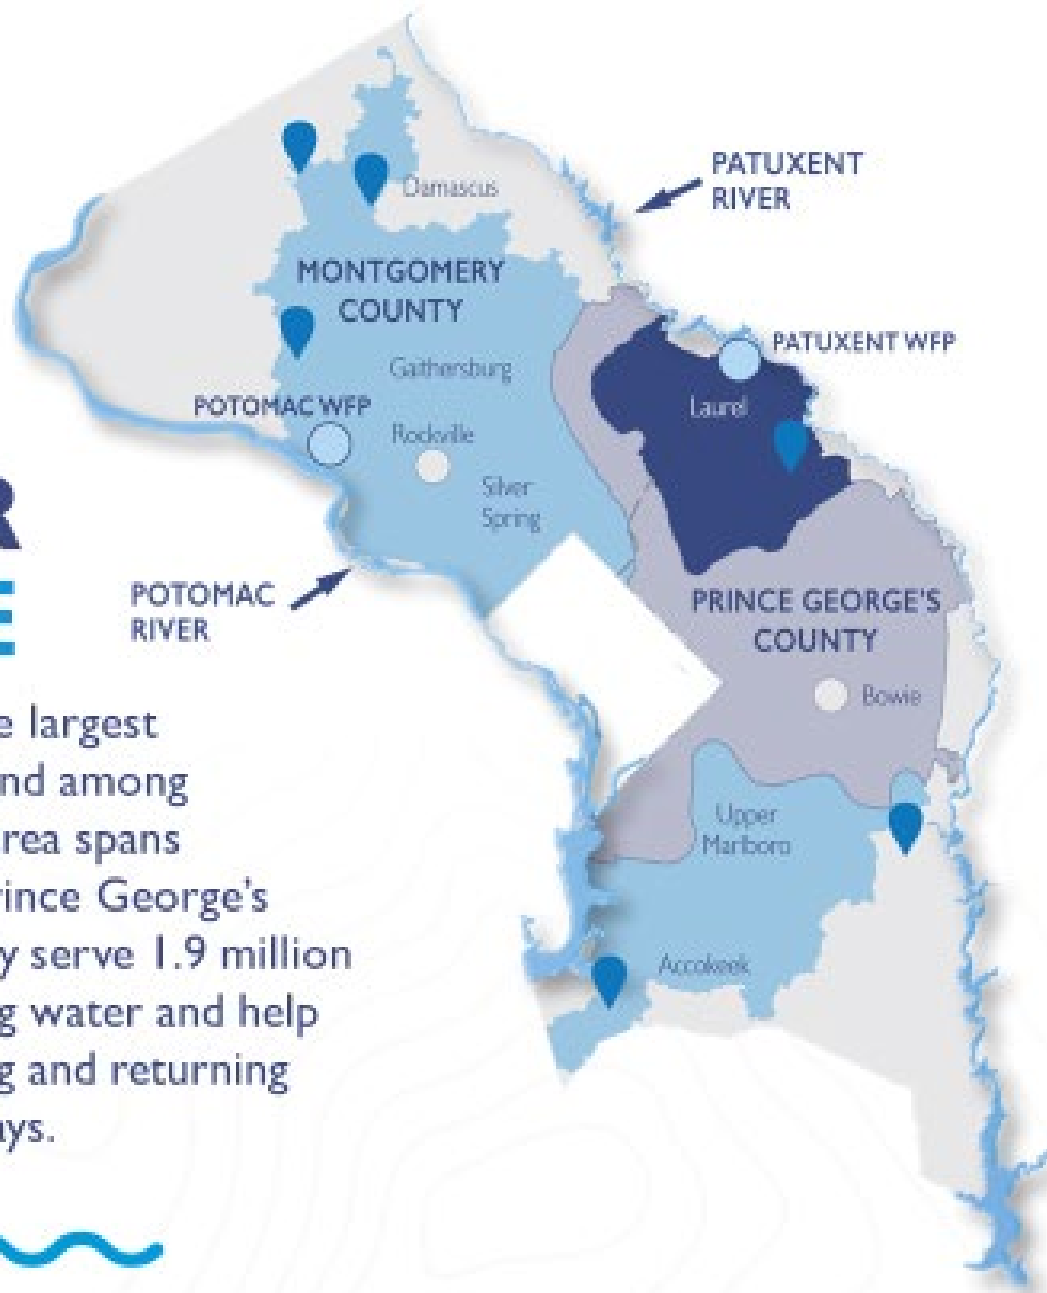 PATUXENT
RIVER
Damascus
MONTGOMERY
COUNTY
PATUXENT WFP
Gaithersburg
POTOMAC WFP
Laurel
Rockville
Silver
Spring
R
E
POTOMAC
RIVER
PRINCE GEORGE'S
COUNTY
Bowie
e largest
nd among
rea spans
rince George's
y serve 1.9 million
g water and help
g and returning
ays.
Upper
Marlboro
Accokeek